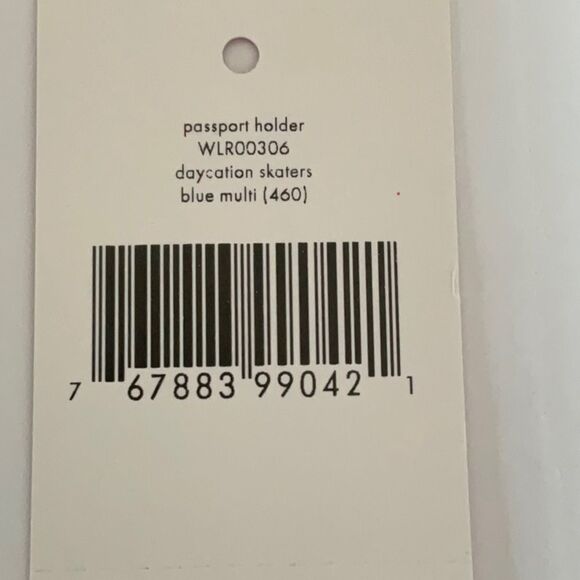 passport holder
WLR00306
daycation skaters
blue multi (460)
7 67883 99042 1